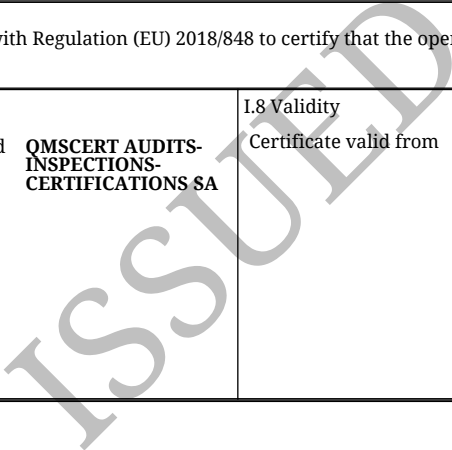 with Regulation (EU) 2018/848 to certify that the
I.8 Validity
Certificate valid from
QMSCERT AUDITS-
INSPECTIONS-
CERTIFICATIONS SA
ISSUED